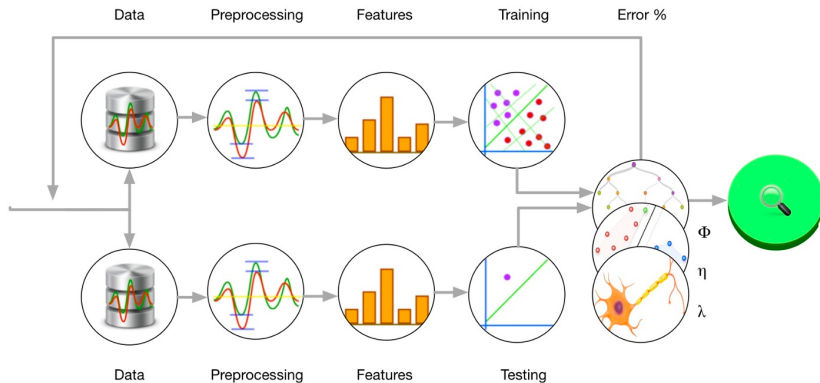 Data Preprocessing Features Training Error %
Φ
η
λ
Data Preprocessing Features Testing